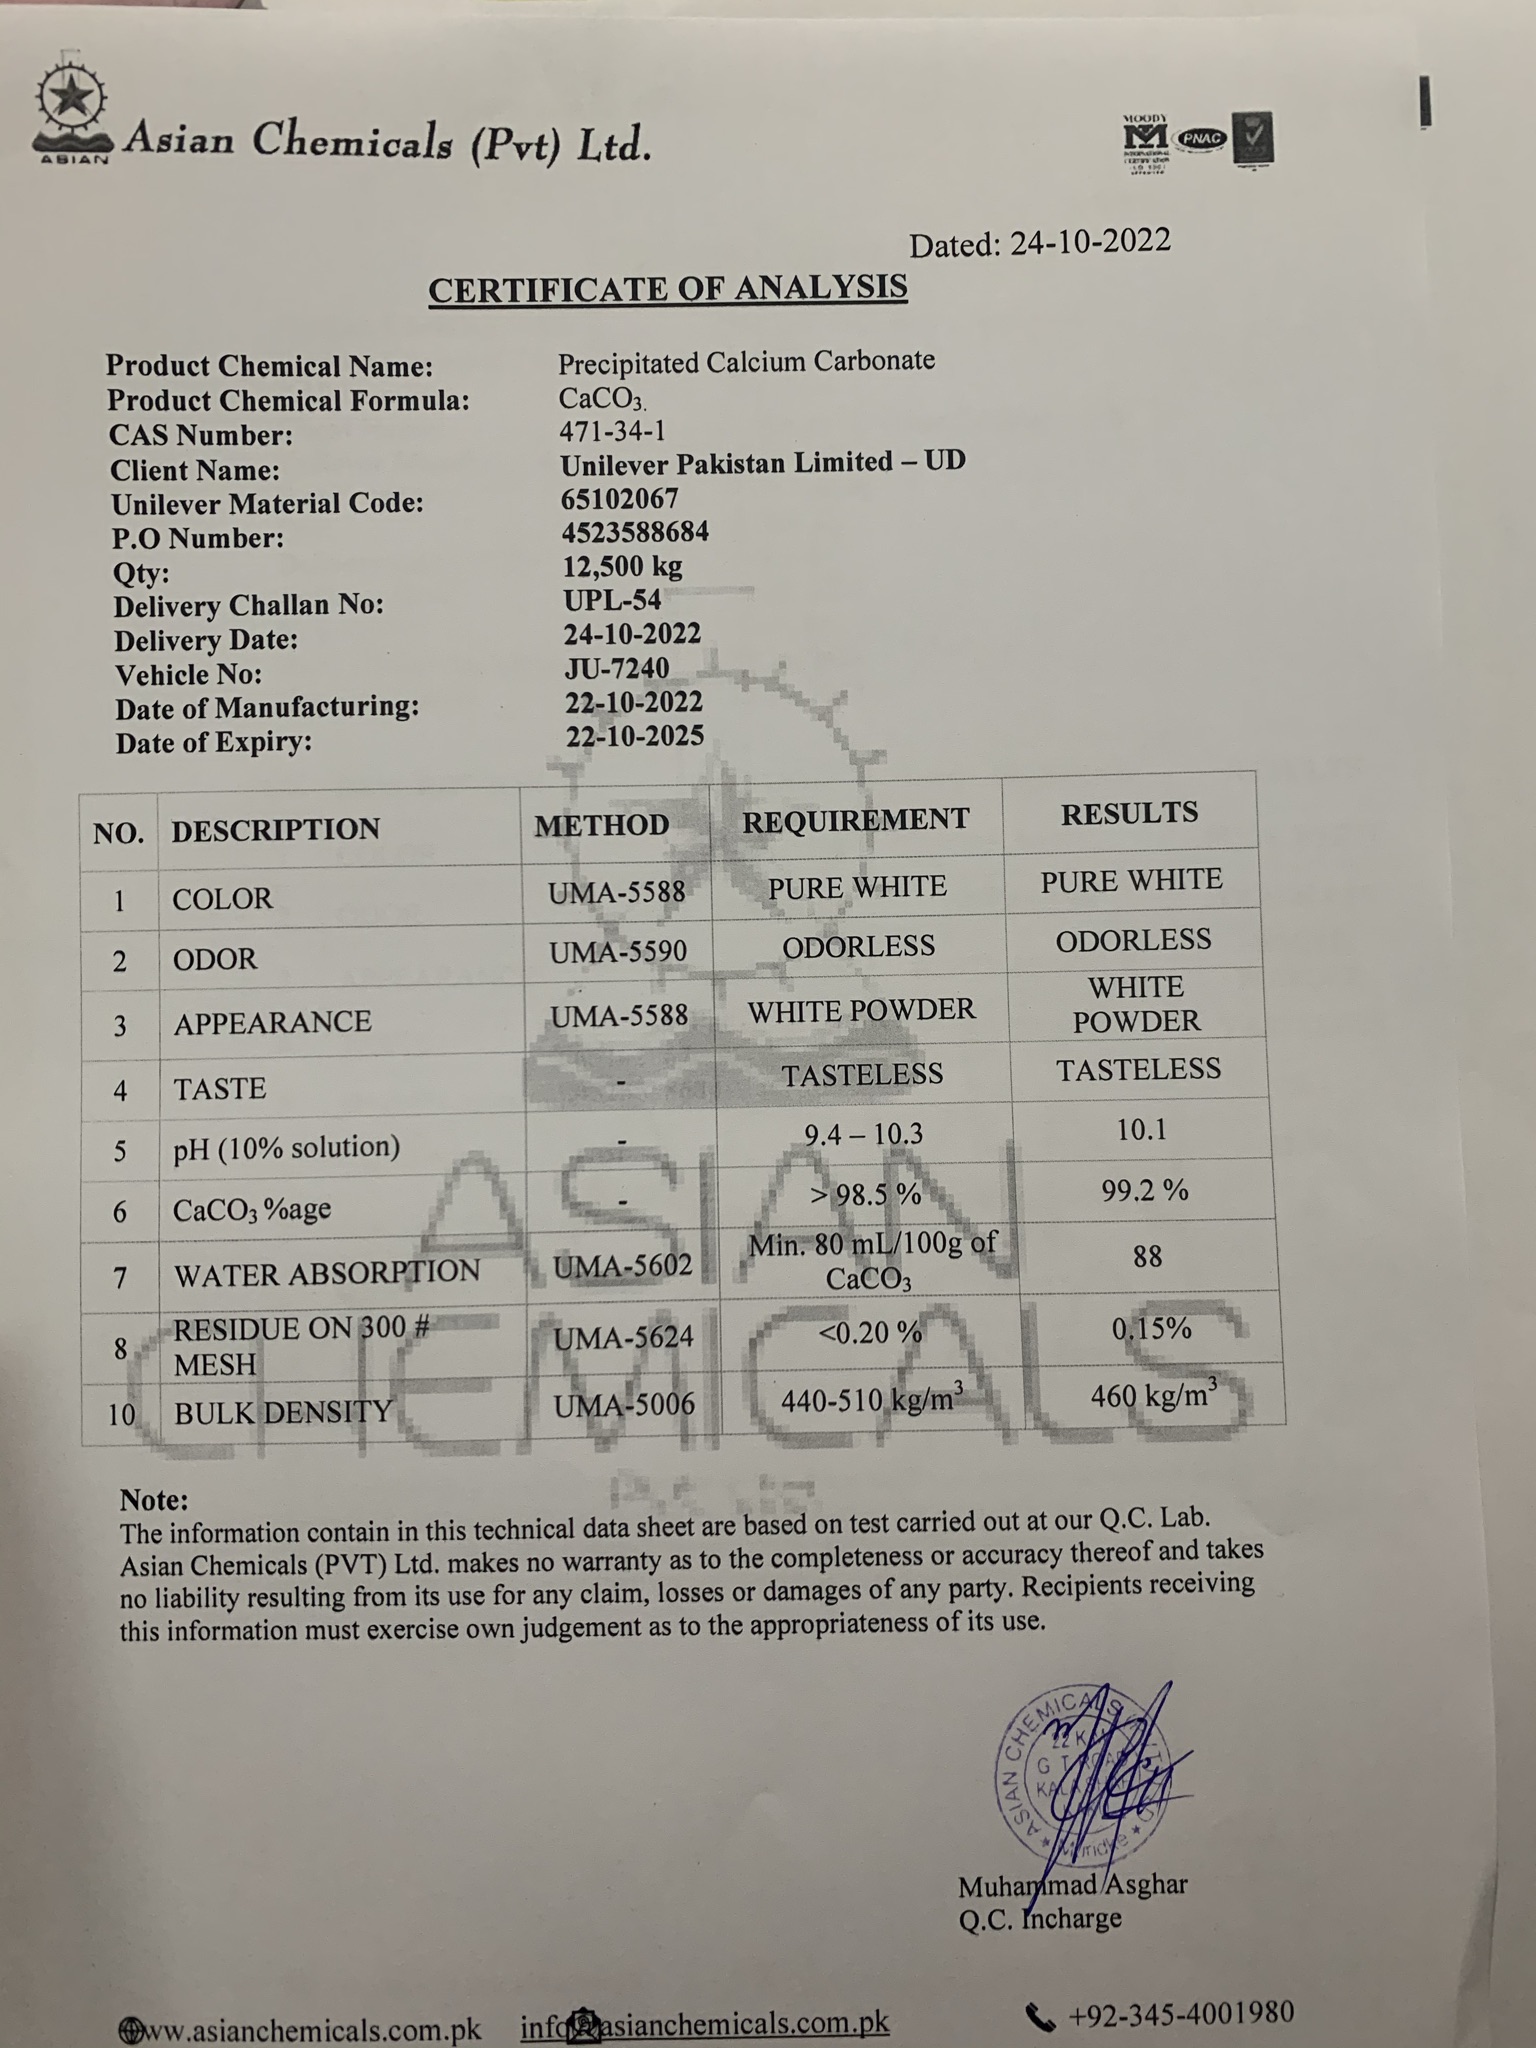 ASIAN
Asian Chemicals (Pvt) Ltd.
MOODY
INTERNATIONAL
PNAC
Dated: 24-10-2022
CERTIFICATE OF ANALYSIS
Product Chemical Name: Precipitated Calcium Carbonate
Product Chemical Formula: CaCO3.
CAS Number: 471-34-1
Client Name: Unilever Pakistan Limited – UD
Unilever Material Code: 65102067
P.O Number: 4523588684
Qty: 12,500 kg
Delivery Challan No: UPL-54
Delivery Date: 24-10-2022
Vehicle No: JU-7240
Date of Manufacturing: 22-10-2022
Date of Expiry: 22-10-2025
NO. DESCRIPTION METHOD REQUIREMENT RESULTS
1 COLOR UMA-5588 PURE WHITE PURE WHITE
2 ODOR UMA-5590 ODORLESS ODORLESS
3 APPEARANCE UMA-5588 WHITE POWDER WHITE POWDER
4 TASTE - TASTELESS TASTELESS
5 pH (10% solution) - 9.4 – 10.3 10.1
6 CaCO3 %age - > 98.5 % 99.2 %
7 WATER ABSORPTION UMA-5602 Min. 80 mL/100g of CaCO3 88
8 RESIDUE ON 300 # MESH UMA-5624 <0.20 % 0.15%
10 BULK DENSITY UMA-5006 440-510 kg/m3 460 kg/m3
ASIAN
CHEMICALS
Note:
The information contain in this technical data sheet are based on test carried out at our Q.C. Lab.
Asian Chemicals (PVT) Ltd. makes no warranty as to the completeness or accuracy thereof and takes
no liability resulting from its use for any claim, losses or damages of any party. Recipients receiving
this information must exercise own judgement as to the appropriateness of its use.
ASIAN CHEMICALS
22 KM
G T ROAD
Muridke
Muhammad Asghar
Q.C. Incharge
www.asianchemicals.com.pk info@asianchemicals.com.pk +92-345-4001980